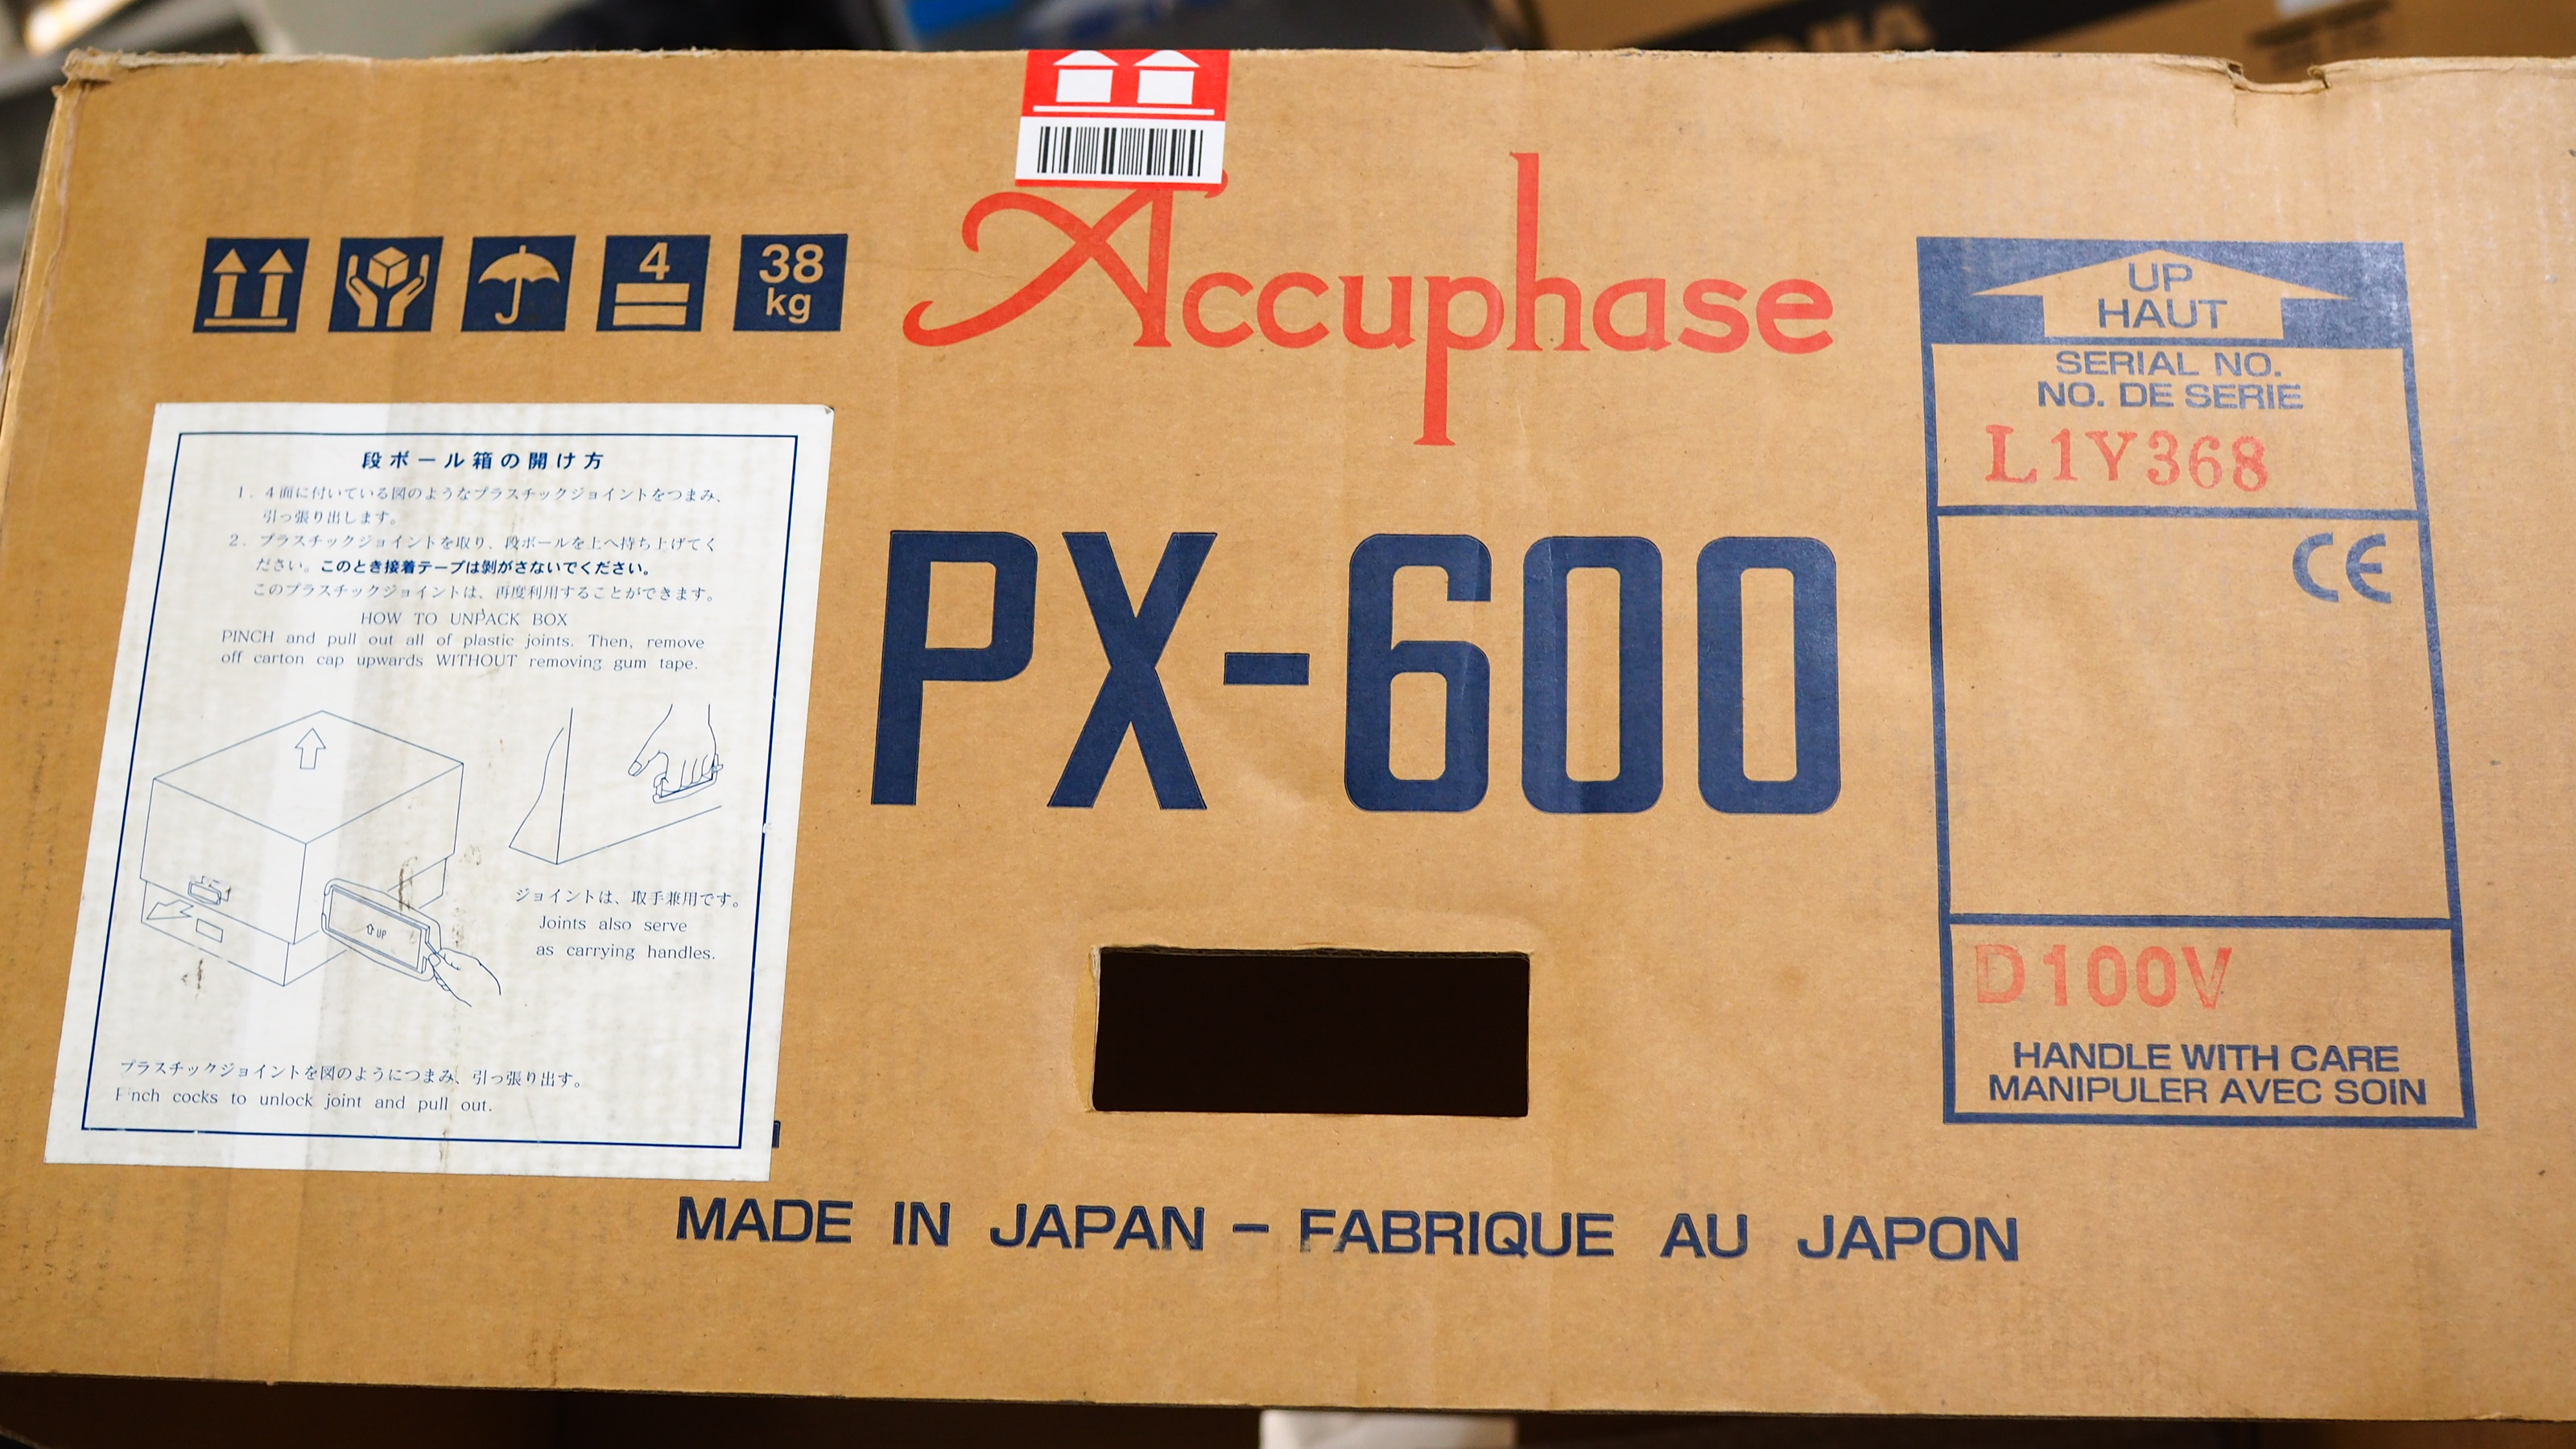 4
38
kg
Accuphase
UP
HAUT
SERIAL NO.
NO. DE SERIE
L1Y368
PX-600
CE
D100V
HANDLE WITH CARE
MANIPULER AVEC SOIN
段ボール箱の開け方
1. 4面に付いている図のようなプラスチックジョイントをつまみ、
引っ張り出します。
2. プラスチックジョイントを取り、段ボールを上へ持ち上げてく
ださい。このとき接着テープは剝がさないでください。
このプラスチックジョイントは、再度利用することができます。
HOW TO UNPACK BOX
PINCH and pull out all of plastic joints. Then, remove
off carton cap upwards WITHOUT removing gum tape.
UP
ジョイントは、取手兼用です。
Joints also serve
as carrying handles.
プラスチックジョイントを図のようにつまみ、引っ張り出す。
Pinch cocks to unlock joint and pull out.
MADE IN JAPAN - FABRIQUE AU JAPON